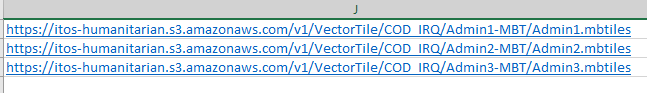 J
https://itos-humanitarian.s3.amazonaws.com/v1/VectorTile/COD_IRQ/Admin1-MBT/Admin1.mbtiles
https://itos-humanitarian.s3.amazonaws.com/v1/VectorTile/COD_IRQ/Admin2-MBT/Admin2.mbtiles
https://itos-humanitarian.s3.amazonaws.com/v1/VectorTile/COD_IRQ/Admin3-MBT/Admin3.mbtiles